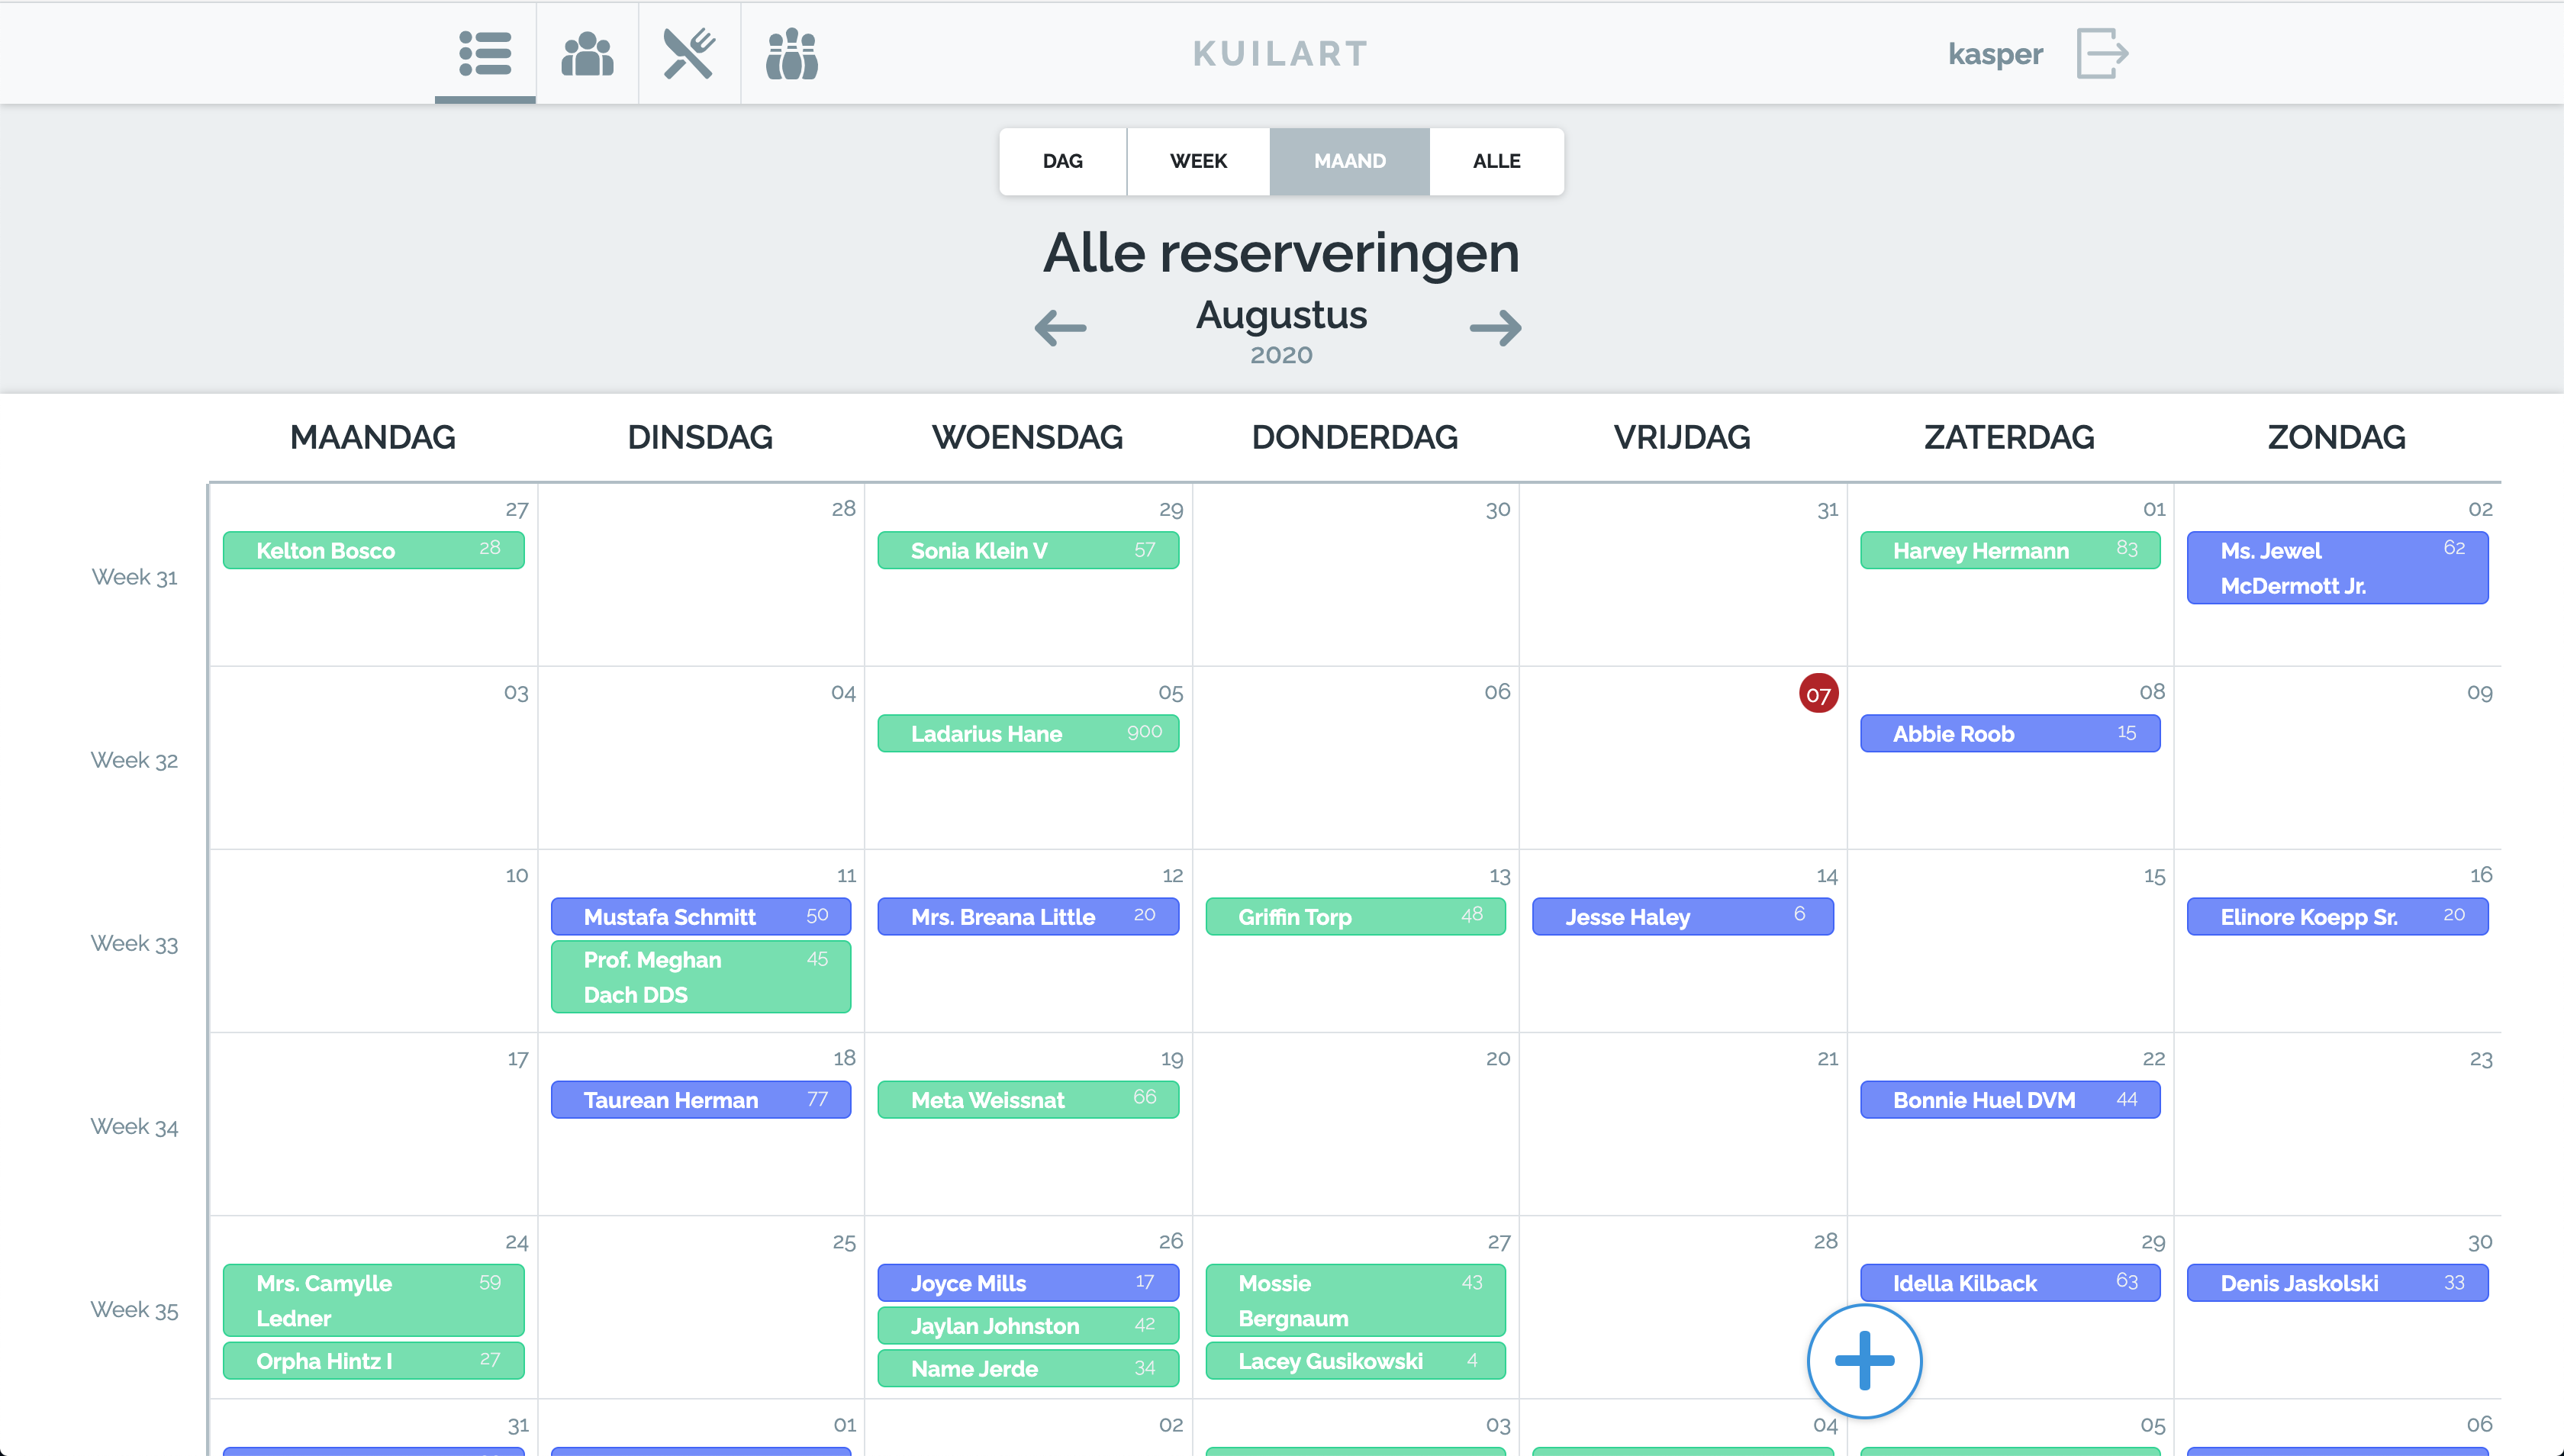 KUILART
kasper
DAG WEEK MAAND ALLE
Alle reserveringen
Augustus
2020
MAANDAG DINSDAG WOENSDAG DONDERDAG VRIJDAG ZATERDAG ZONDAG
27 28 29 30 31 01 02
Kelton Bosco 28 Sonia Klein V 57 Harvey Hermann 83 Ms. Jewel 62
McDermott Jr.
Week 31
03 04 05 06 07 08 09
Ladarius Hane 900 Abbie Roob 15
Week 32
10 11 12 13 14 15 16
Mustafa Schmitt 50 Mrs. Breana Little 20 Griffin Torp 48 Jesse Haley 6 Elinore Koepp Sr. 20
Week 33
Prof. Meghan 45
Dach DDS
17 18 19 20 21 22 23
Taurean Herman 77 Meta Weissnat 66 Bonnie Huel DVM 44
Week 34
24 25 26 27 28 29 30
Mrs. Camylle 59 Joyce Mills 17 Mossie 43 Idella Kilback 63 Denis Jaskolski 33
Week 35
Ledner Jaylan Johnston 42 Bergnaum
Orpha Hintz I 27 Name Jerde 34 Lacey Gusikowski 4
31 01 02 03 04 05 06